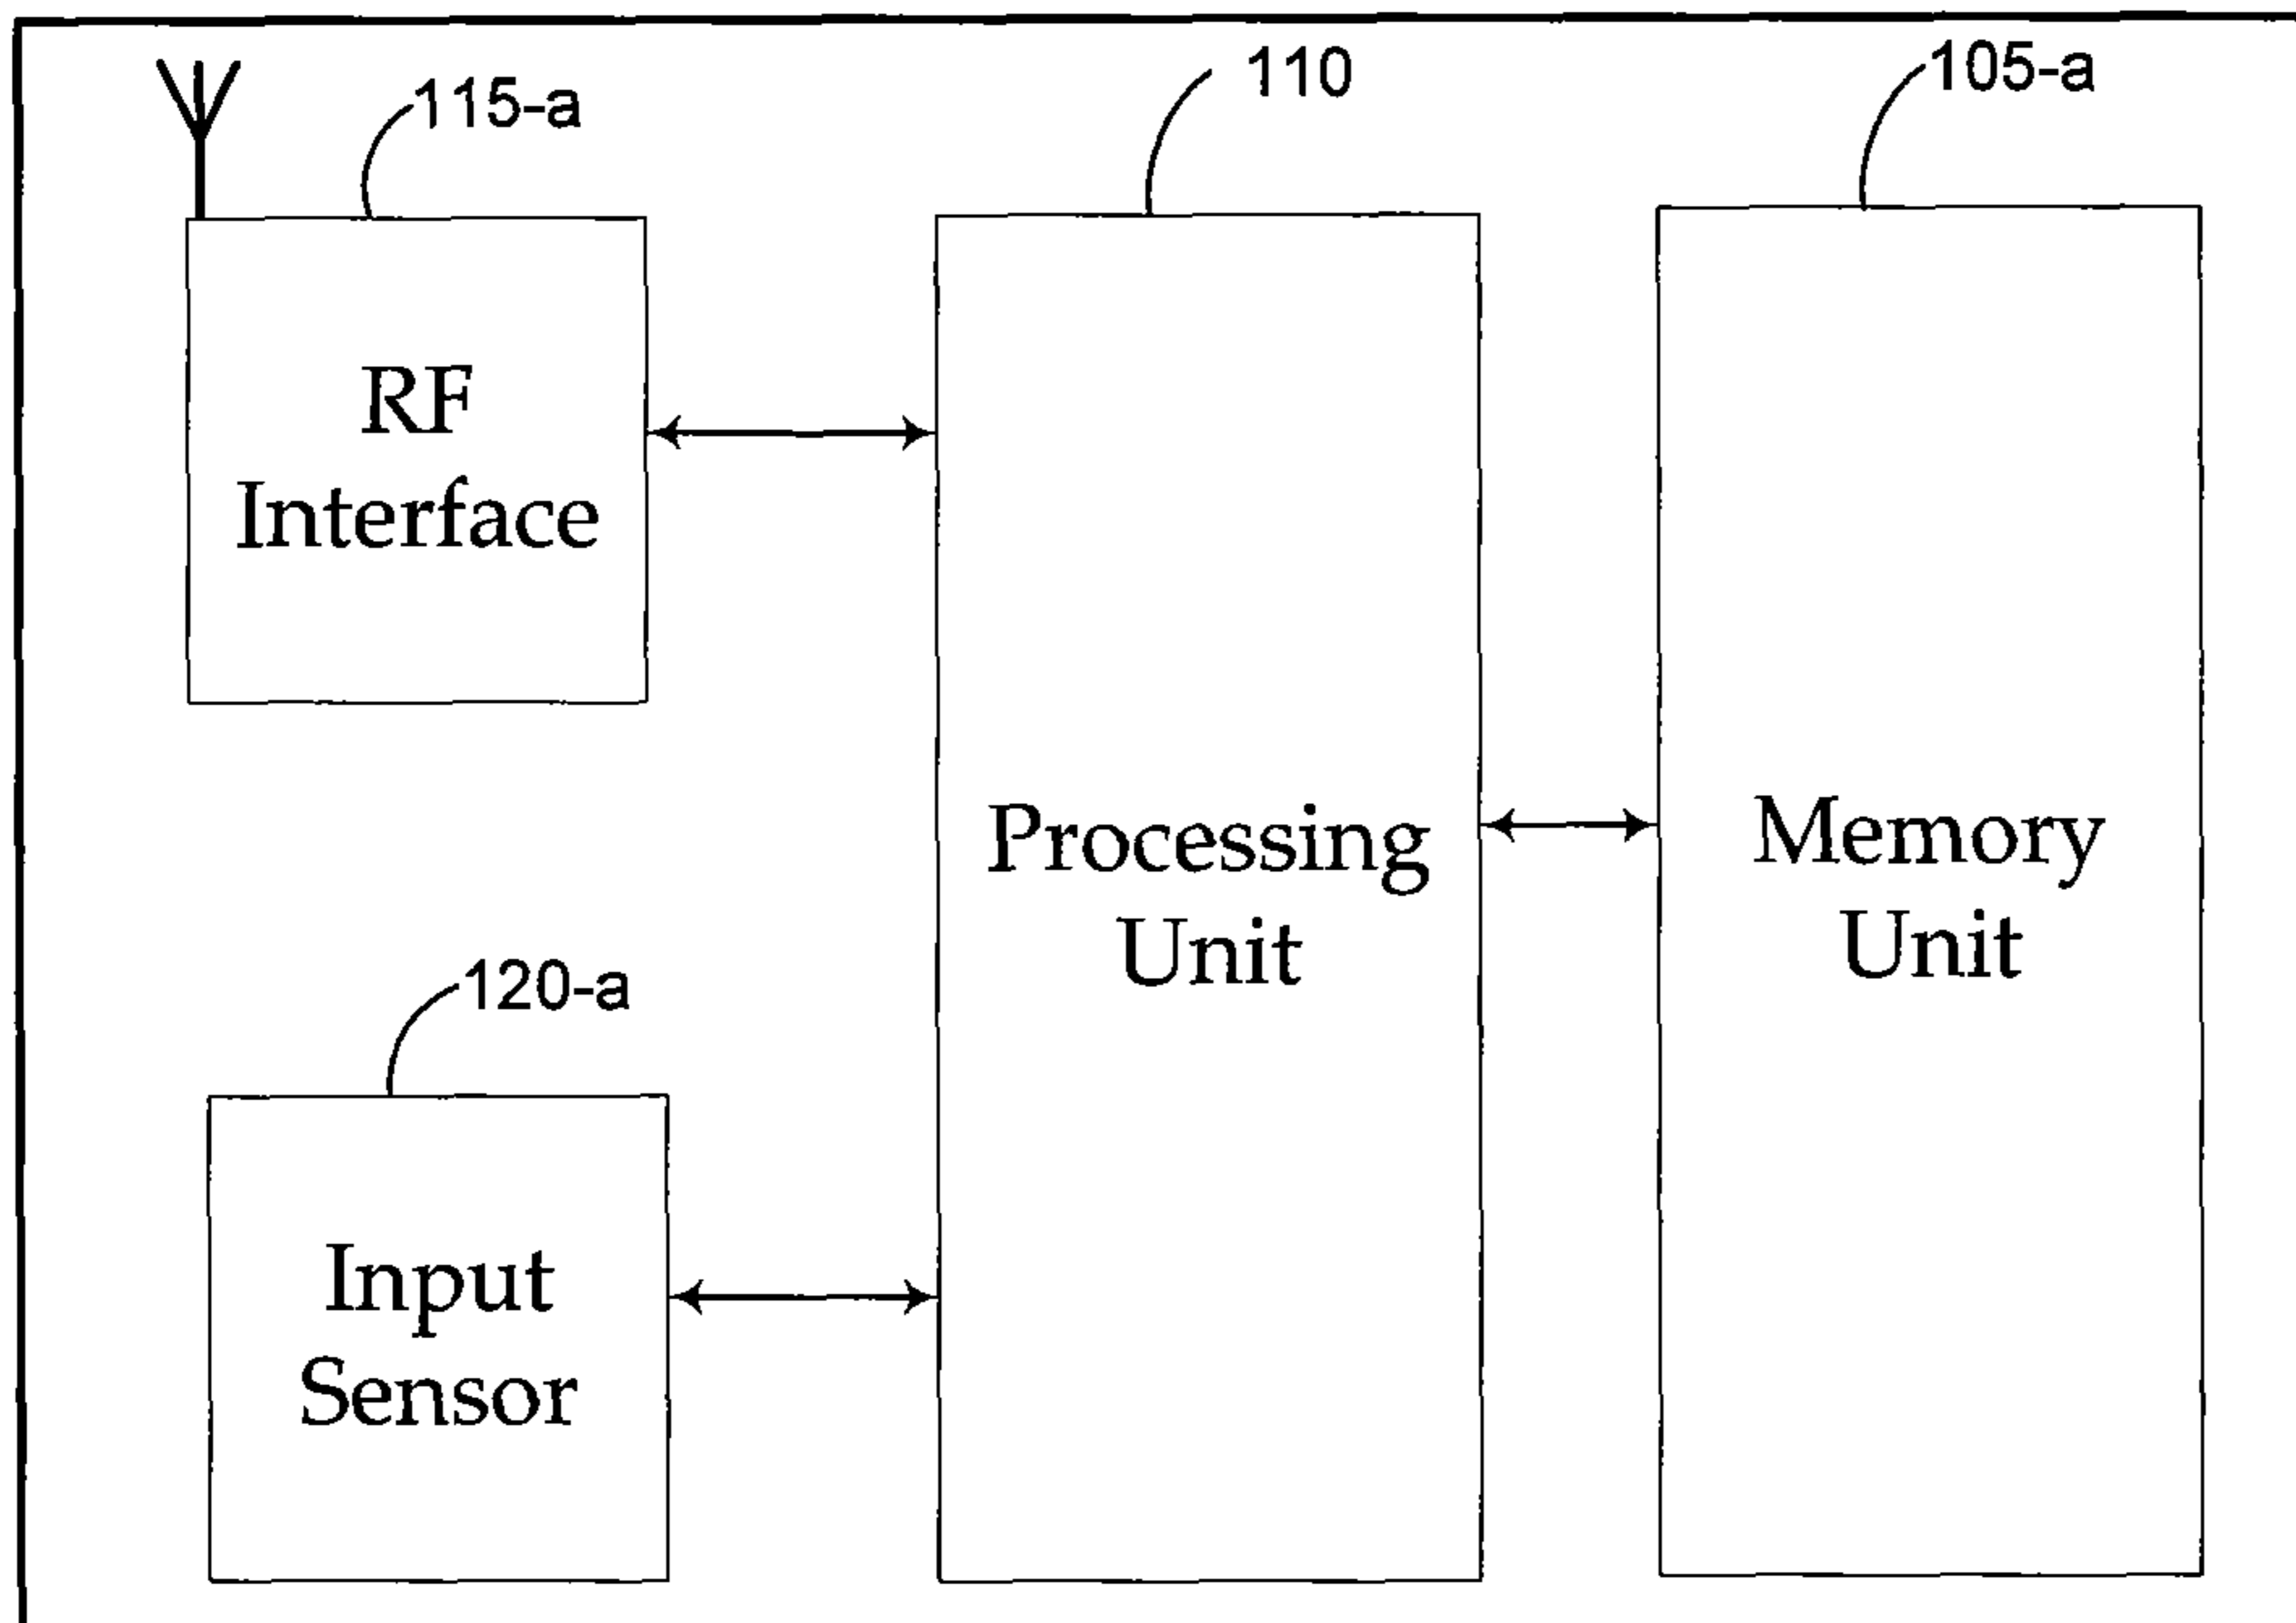 115-a
110
105-a
RF
Interface
Processing
Unit
Memory
Unit
120-a
Input
Sensor